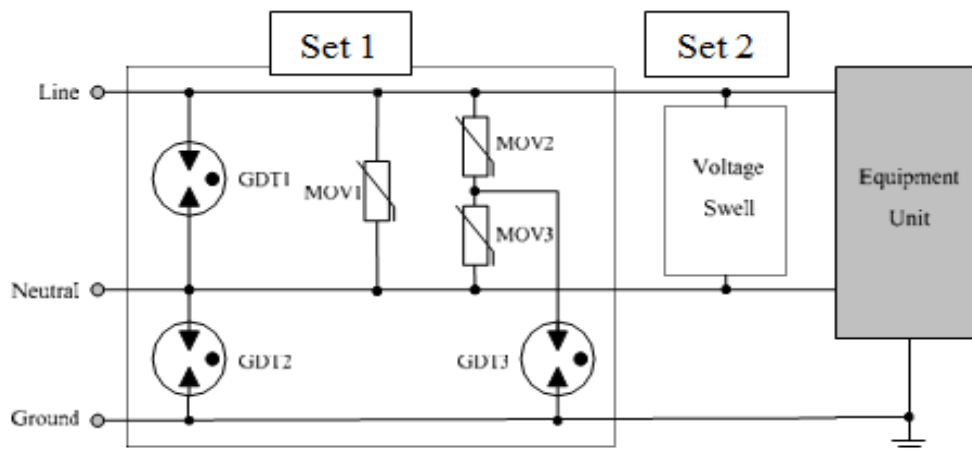 Set 1
Set 2
Line
GDT1
MOV1
MOV2
MOV3
Voltage
Swell
Equipment
Unit
Neutral
GDT2
GDT3
Ground